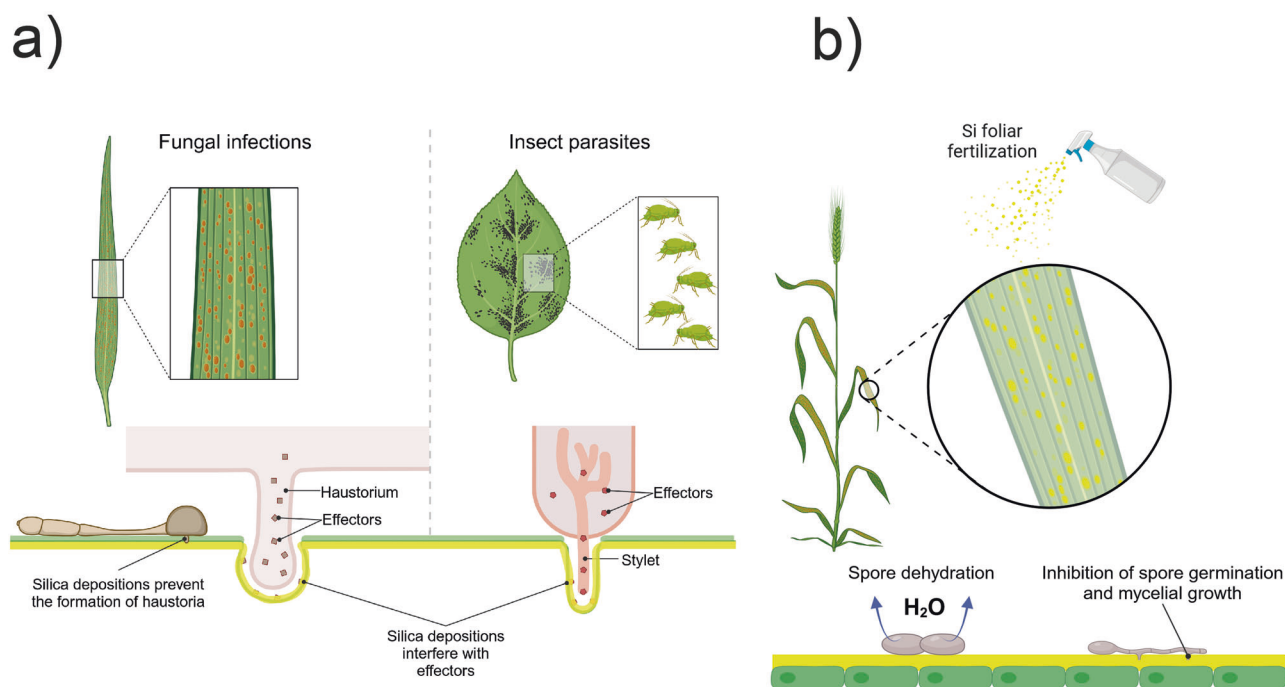 a)
Fungal infections
Insect parasites
Haustorium
Effectors
Silica depositions prevent
the formation of haustoria
Effectors
Stylet
Silica depositions
interfere with
effectors
b)
Si foliar
fertilization
Spore dehydration
H₂O
Inhibition of spore germination
and mycelial growth